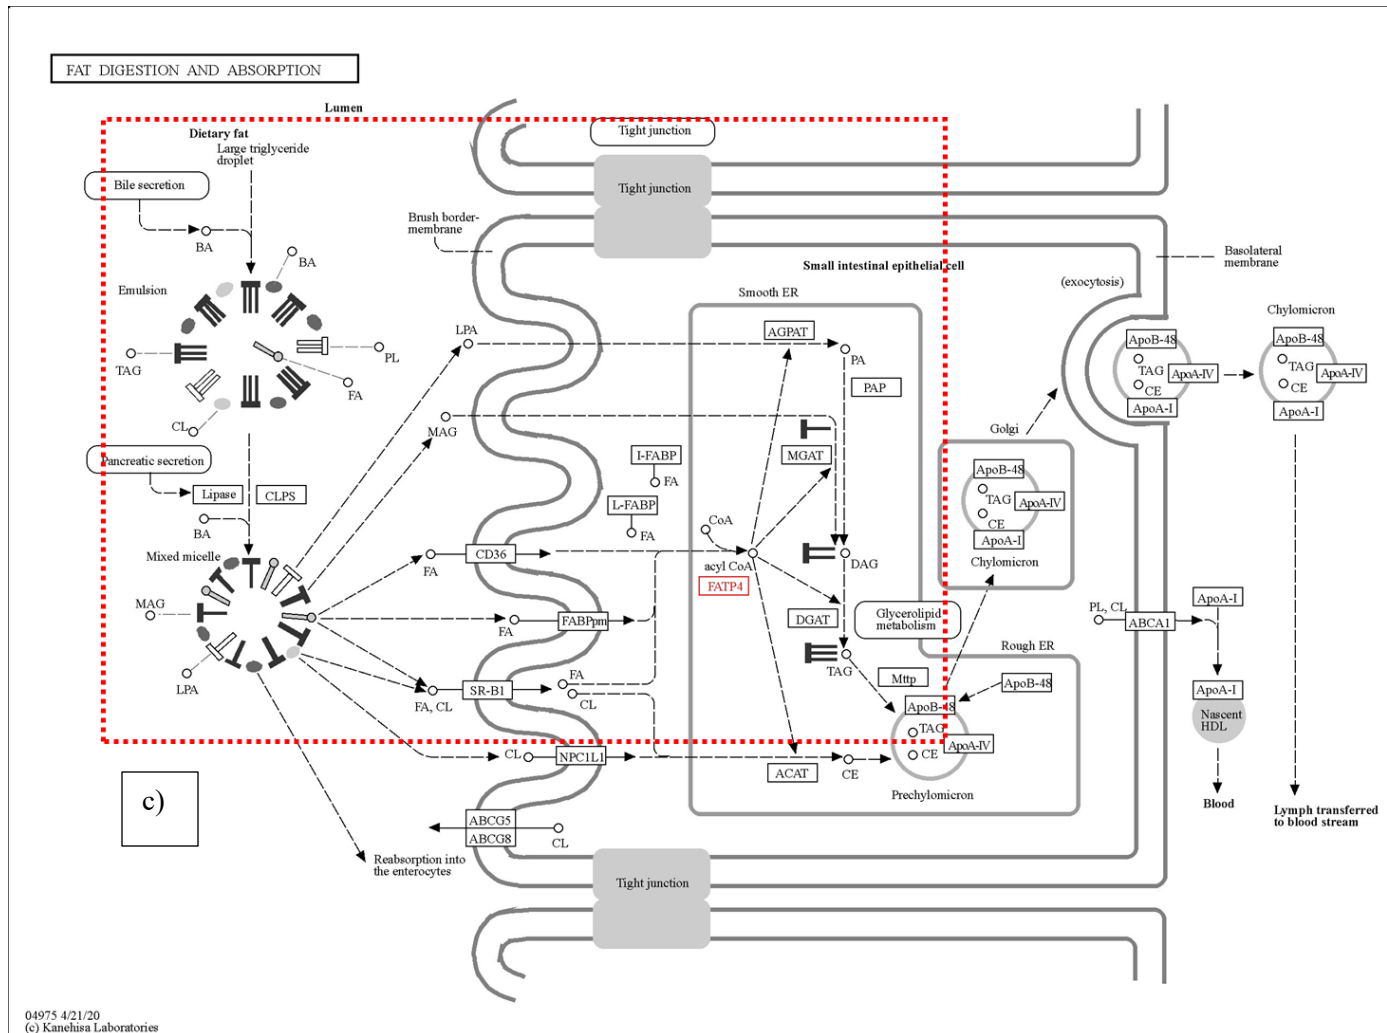 FAT DIGESTION AND ABSORPTION
Lumen
Dietary fat
Large triglyceride
droplet
Bile secretion
BA
BA
Emulsion
TAG
PL
FA
CL
Pancreatic secretion
Lipase
CLPS
BA
Mixed micelle
MAG
LPA
Brush border-
membrane
Tight junction
Tight junction
Small intestinal epithelial cell
Smooth ER
LPA
AGPAT
PA
PAP
MAG
MGAT
I-FABP
FA
L-FABP
FA
CoA
acyl CoA
FATP4
DAG
DGAT
Glycerolipid
metabolism
TAG
Mttp
FA
CD36
FA
FABPpm
FA, CL
SR-B1
FA
CL
CL
NPC1L1
ACAT
CE
ABCG5
ABCG8
CL
Reabsorption into
the enterocytes
Tight junction
Rough ER
ApoB-48
ApoB-48
TAG
ApoA-IV
CE
Prechylomicron
Golgi
ApoB-48
TAG
ApoA-IV
CE
ApoA-I
Chylomicron
(exocytosis)
ApoB-48
TAG
ApoA-IV
CE
ApoA-I
Basolateral
membrane
Chylomicron
ApoB-48
TAG
ApoA-IV
CE
ApoA-I
PL, CL
ABCA1
ApoA-I
ApoA-I
Nascent
HDL
Blood
Lymph transferred
to blood stream
c)
04975 4/21/20
(c) Kanehisa Laboratories